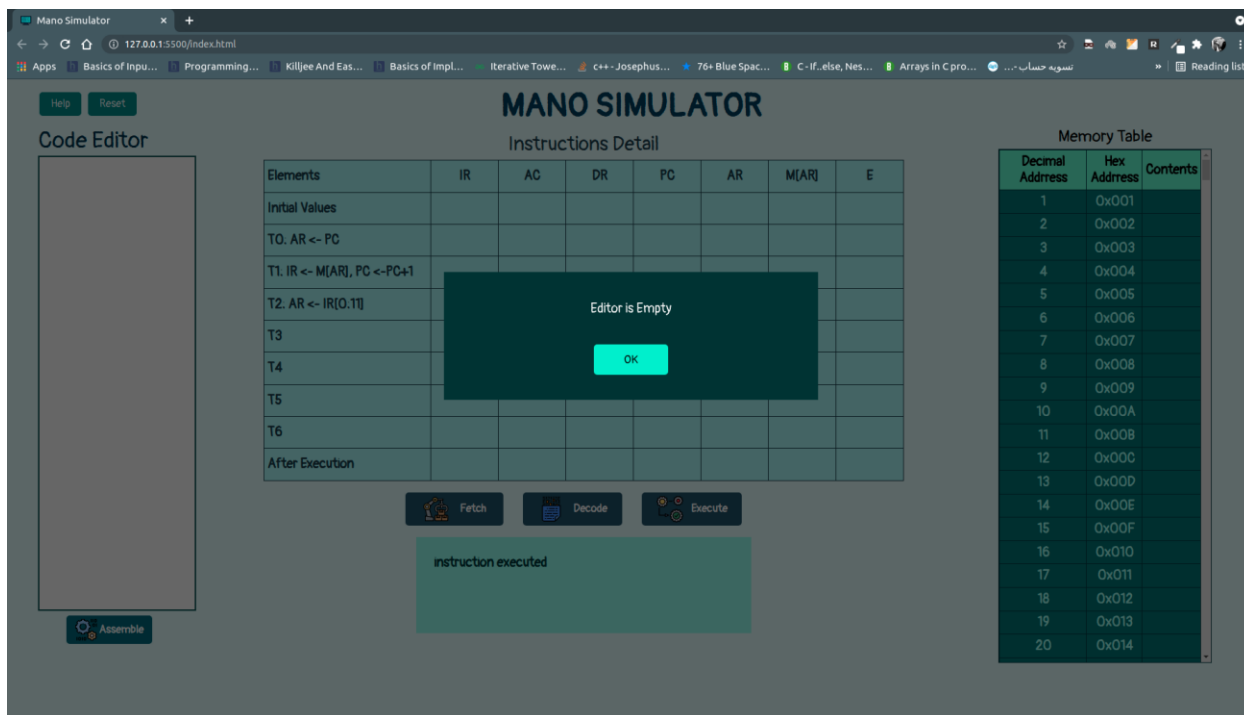 Mano Simulator
127.0.0.1:5500/index.html
Apps Basics of Inpu... Programming... Killjee And Eas... Basics of Impl... Iterative Towe... c++ - Josephus... 76+ Blue Spac... C - If..else, Nes... Arrays in C pro... تسویه حساب -... » Reading list
Help Reset
MANO SIMULATOR
Code Editor
Instructions Detail
Memory Table
Elements IR AC DR PC AR M[AR] E
Initial Values
T0. AR <- PC
T1. IR <- M[AR], PC <-PC+1
T2. AR <- IR[0.11]
T3
T4
T5
T6
After Execution
Editor is Empty
OK
Fetch Decode Execute
instruction executed
Assemble
Decimal Addrress Hex Addrress Contents
1 0x001
2 0x002
3 0x003
4 0x004
5 0x005
6 0x006
7 0x007
8 0x008
9 0x009
10 0x00A
11 0x00B
12 0x00C
13 0x00D
14 0x00E
15 0x00F
16 0x010
17 0x011
18 0x012
19 0x013
20 0x014